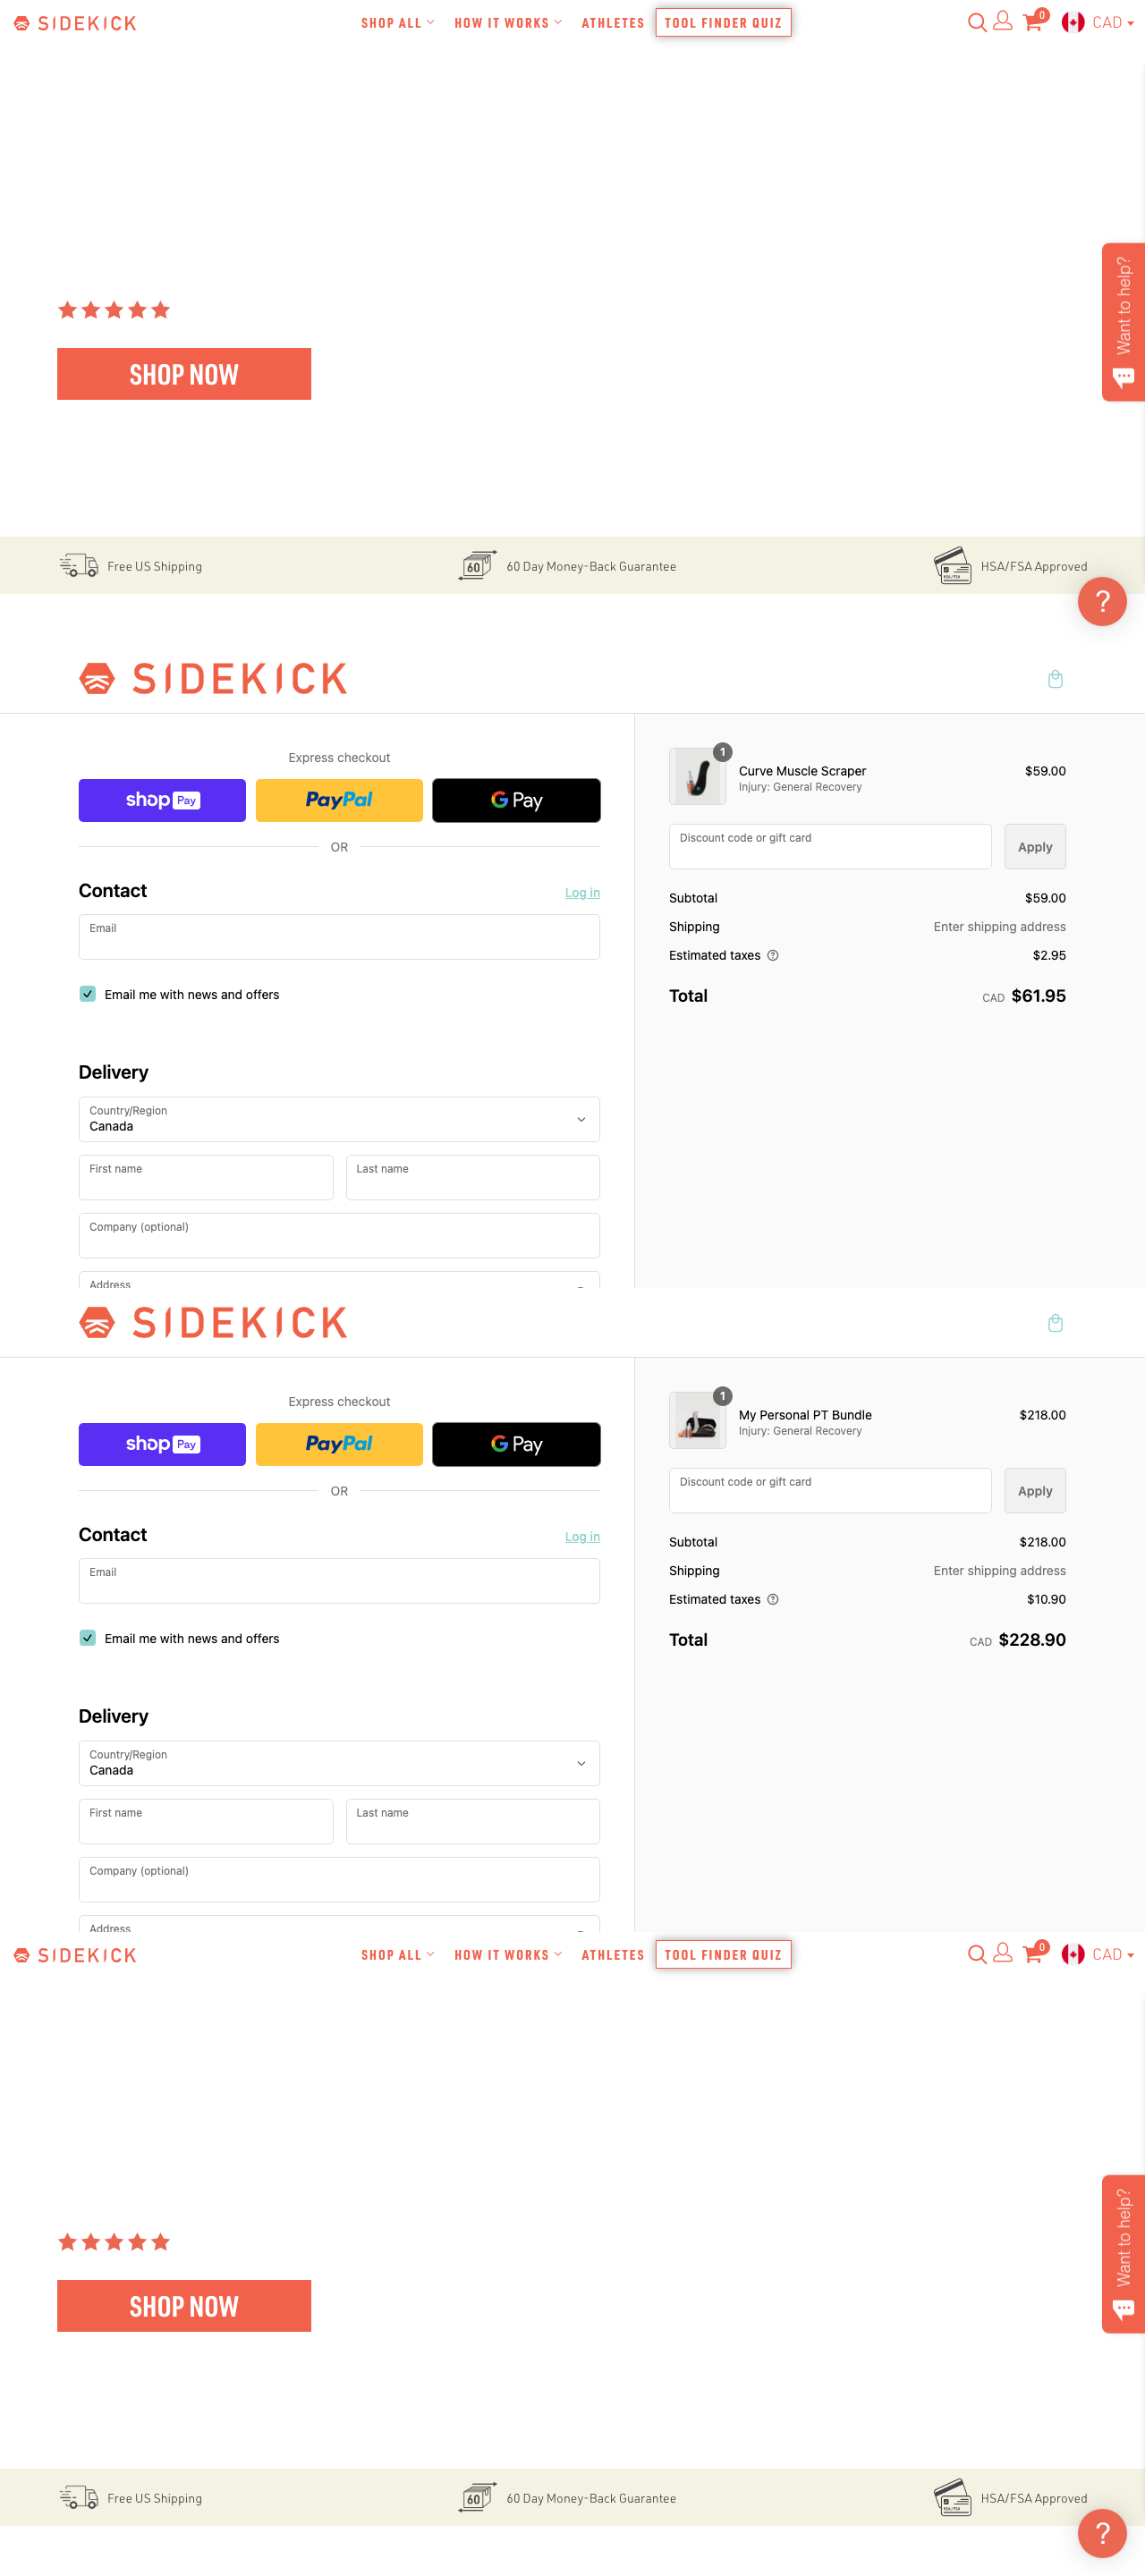 SIDEKICK SHOP ALL HOW IT WORKS ATHLETES TOOL FINDER QUIZ 0 CAD
Want to help?
SHOP NOW
Free US Shipping 60 60 Day Money-Back Guarantee HSA/FSA HSA/FSA Approved
?
SIDEKICK
Express checkout
shop Pay PayPal G Pay
OR
Contact Log in
Email
Email me with news and offers
Delivery
Country/Region
Canada
First name Last name
Company (optional)
Address
1
Curve Muscle Scraper $59.00
Injury: General Recovery
Discount code or gift card Apply
Subtotal $59.00
Shipping Enter shipping address
Estimated taxes ? $2.95
Total CAD $61.95
SIDEKICK
Express checkout
shop Pay PayPal G Pay
OR
Contact Log in
Email
Email me with news and offers
Delivery
Country/Region
Canada
First name Last name
Company (optional)
Address
1
My Personal PT Bundle $218.00
Injury: General Recovery
Discount code or gift card Apply
Subtotal $218.00
Shipping Enter shipping address
Estimated taxes ? $10.90
Total CAD $228.90
SIDEKICK SHOP ALL HOW IT WORKS ATHLETES TOOL FINDER QUIZ 0 CAD
Want to help?
SHOP NOW
Free US Shipping 60 60 Day Money-Back Guarantee HSA/FSA HSA/FSA Approved
?